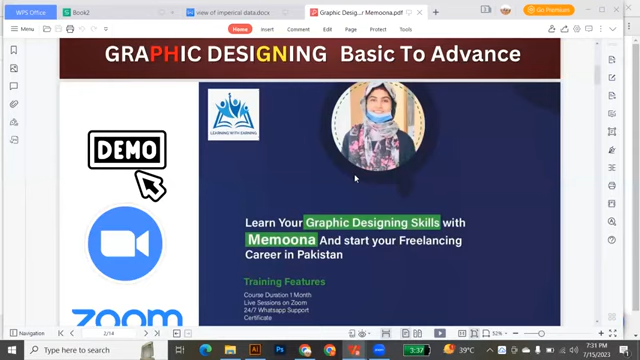 WPS Office
Book2
view of imperical data.docx
Graphic Desig...r Memoona.pdf
Go Premium
Home
Insert
Comment
Edit
Page
Protect
Tools
GRAPHIC DESIGNING Basic To Advance
LEARNING WITH EARNING
DEMO
Learn Your Graphic Designing Skills with
Memoona And start your Freelancing
Career in Pakistan
Training Features
Course Duration 1 Month
Live Sessions on Zoom
24/7 Whatsapp Support
Certificate
zoom
Navigation
2/14
52%
Type here to search
3:37
39°C
7:31 PM
7/15/2023